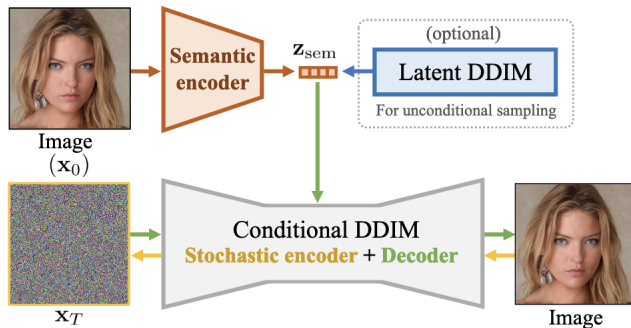 Semantic
encoder
z_sem
(optional)
Latent DDIM
For unconditional sampling
Image
(x_0)
Conditional DDIM
Stochastic encoder + Decoder
x_T
Image